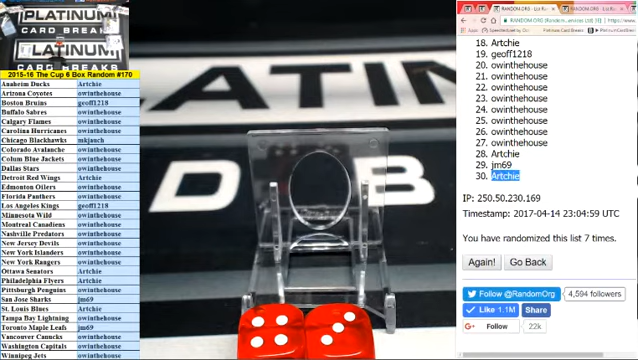 PLATINUM
CARD BREAKS
PLATINUM
CARD BREAKS
2015-16 The Cup 6 Box Random #170
Anaheim Ducks Artchie
Arizona Coyotes owinthehouse
Boston Bruins geoff1218
Buffalo Sabres owinthehouse
Calgary Flames owinthehouse
Carolina Hurricanes owinthehouse
Chicago Blackhawks mkjanch
Colorado Avalanche owinthehouse
Colum Blue Jackets owinthehouse
Dallas Stars owinthehouse
Detroit Red Wings Artchie
Edmonton Oilers owinthehouse
Florida Panthers owinthehouse
Los Angeles Kings geoff1218
Minnesota Wild owinthehouse
Montreal Canadiens owinthehouse
Nashville Predators owinthehouse
New Jersey Devils owinthehouse
New York Islanders owinthehouse
New York Rangers owinthehouse
Ottawa Senators Artchie
Philadelphia Flyers Artchie
Pittsburgh Penguins owinthehouse
San Jose Sharks jm69
St. Louis Blues Artchie
Tampa Bay Lightning owinthehouse
Toronto Maple Leafs jm69
Vancouver Canucks owinthehouse
Washington Capitals owinthehouse
Winnipeg Jets owinthehouse
LATIN
D B
18. Artchie
19. geoff1218
20. owinthehouse
21. owinthehouse
22. owinthehouse
23. owinthehouse
24. owinthehouse
25. owinthehouse
26. owinthehouse
27. owinthehouse
28. Artchie
29. jm69
30. Artchie
IP: 250.50.230.169
Timestamp: 2017-04-14 23:04:59 UTC
You have randomized this list 7 times.
Again! Go Back
Follow @RandomOrg 4,594 followers
Like 1.1M Share
Follow 22k